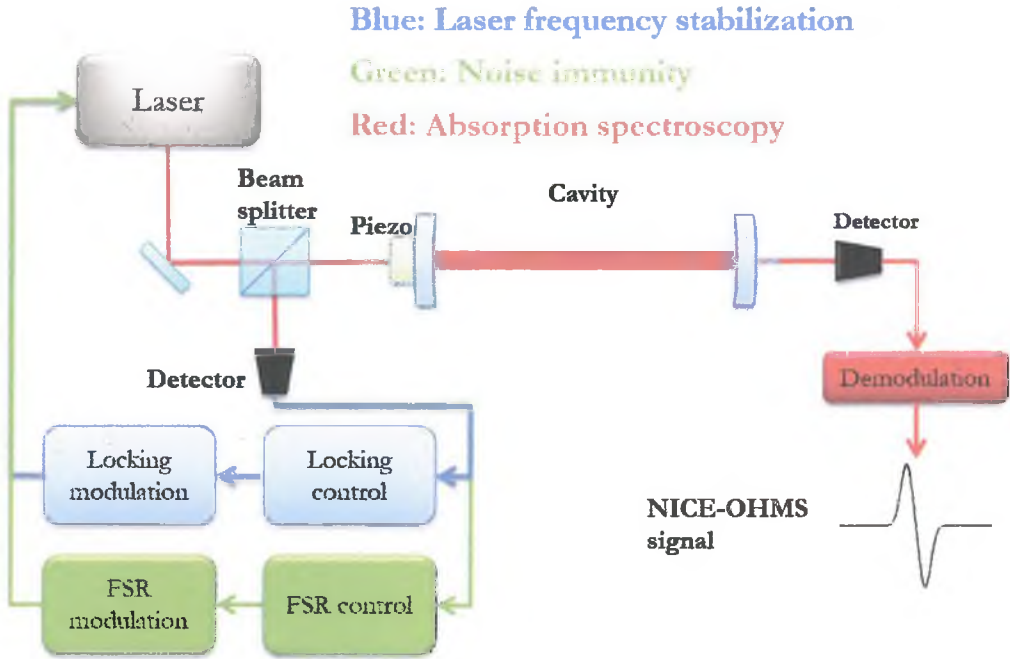 Blue: Laser frequency stabilization
Green: Noise immunity
Red: Absorption spectroscopy
Laser
Beam
splitter
Piezo
Cavity
Detector
Detector
Demodulation
Locking
modulation
Locking
control
NICE-OHMS
signal
FSR
modulation
FSR control